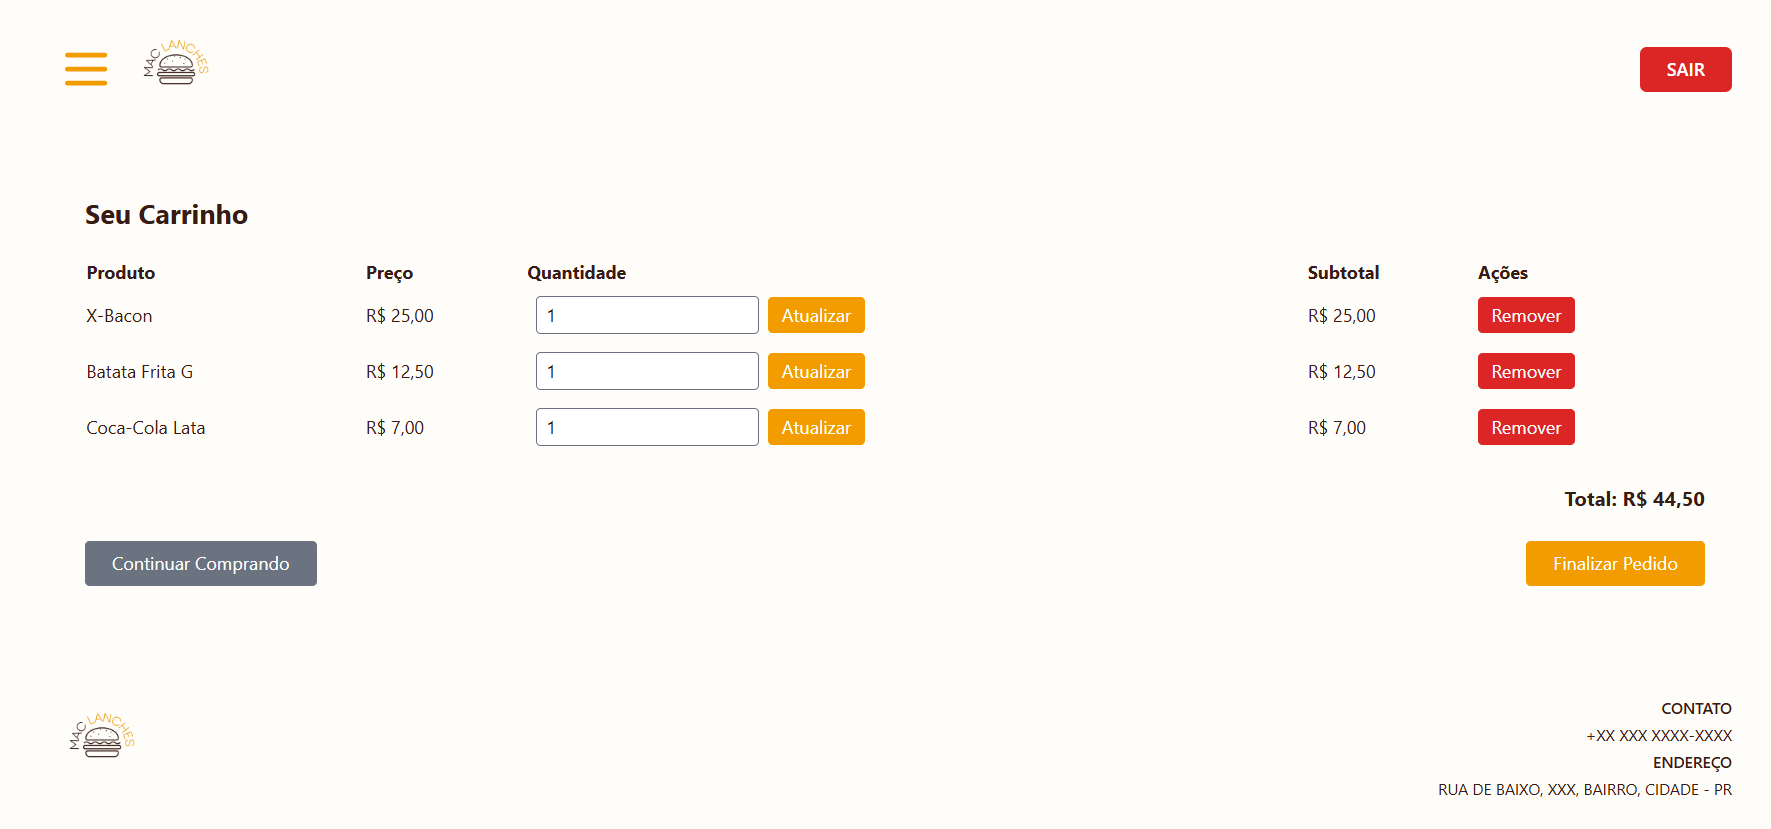 MAC LANCHES
SAIR
Seu Carrinho
Produto Preço Quantidade Subtotal Ações
X-Bacon R$ 25,00 1 Atualizar R$ 25,00 Remover
Batata Frita G R$ 12,50 1 Atualizar R$ 12,50 Remover
Coca-Cola Lata R$ 7,00 1 Atualizar R$ 7,00 Remover
Total: R$ 44,50
Continuar Comprando Finalizar Pedido
MAC LANCHES
CONTATO
+XX XXX XXXX-XXXX
ENDEREÇO
RUA DE BAIXO, XXX, BAIRRO, CIDADE - PR